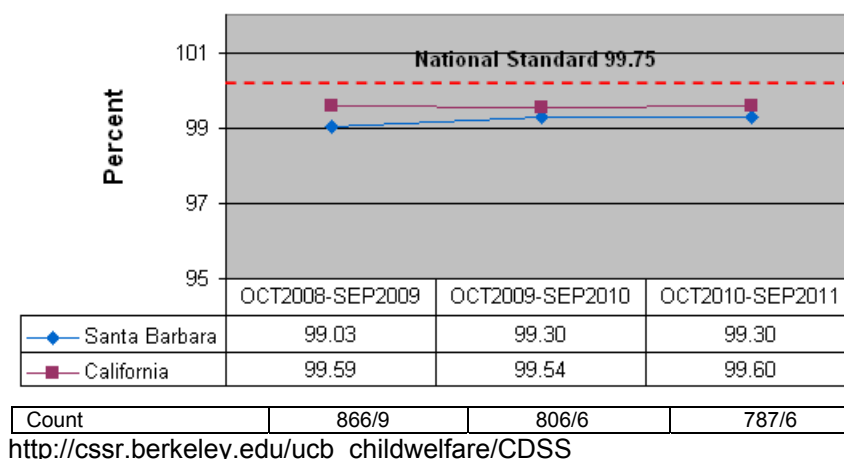 101
National Standard 99.75
99
97
95
Percent
OCT2008-SEP2009 OCT2009-SEP2010 OCT2010-SEP2011
Santa Barbara 99.03 99.30 99.30
California 99.59 99.54 99.60
Count 866/9 806/6 787/6
http://cssr.berkeley.edu/ucb_childwelfare/CDSS